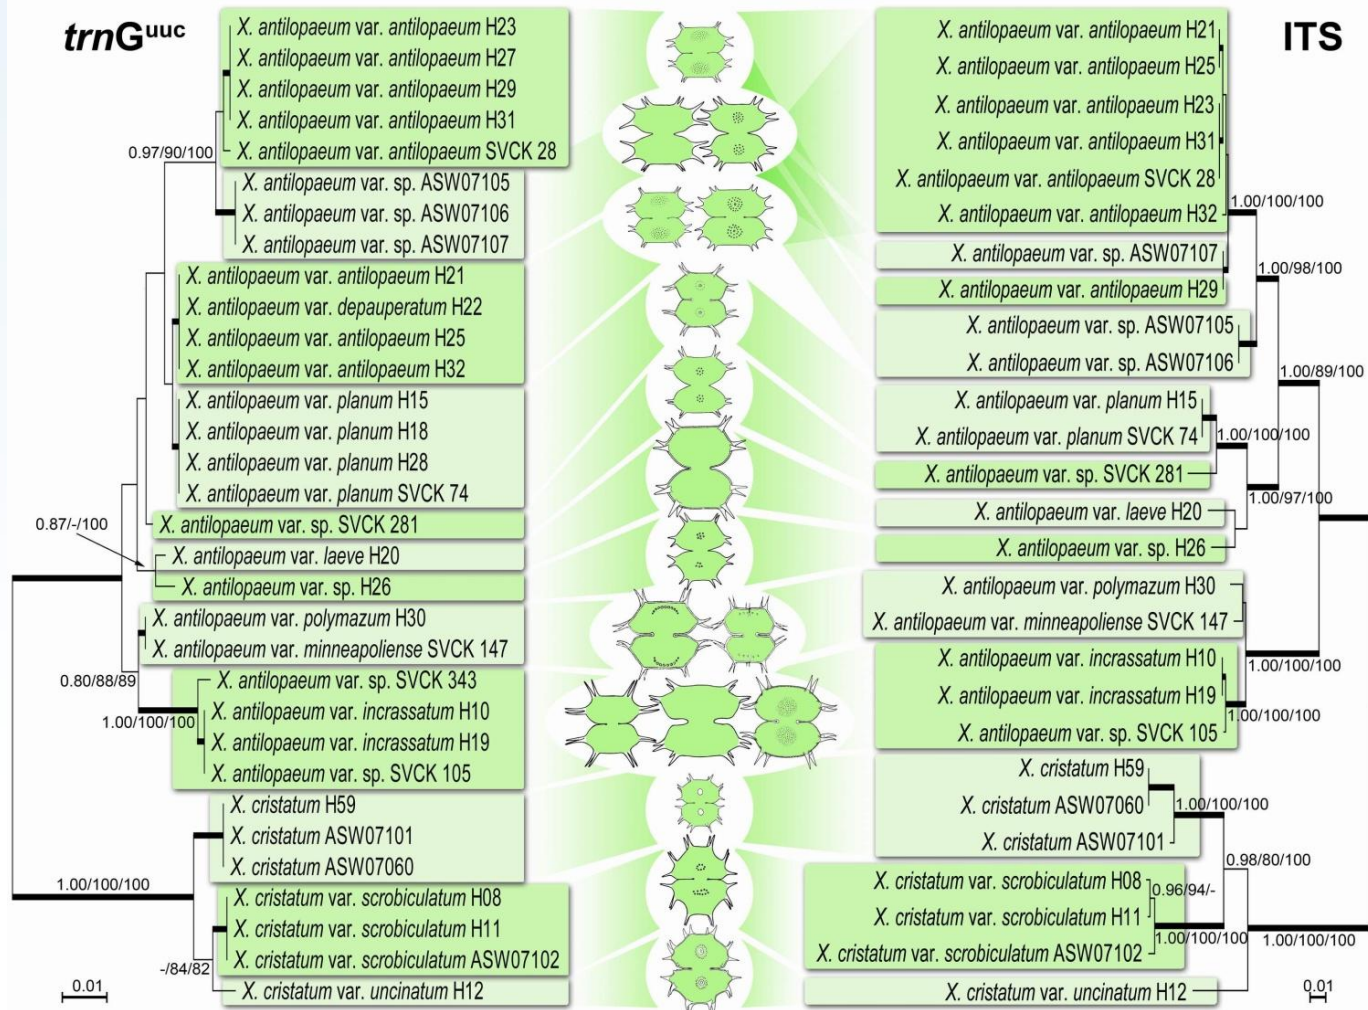 trnGuuc
X. antilopaeum var. antilopaeum H23
X. antilopaeum var. antilopaeum H27
X. antilopaeum var. antilopaeum H29
X. antilopaeum var. antilopaeum H31
X. antilopaeum var. antilopaeum SVCK 28
0.97/90/100
X. antilopaeum var. sp. ASW07105
X. antilopaeum var. sp. ASW07106
X. antilopaeum var. sp. ASW07107
X. antilopaeum var. antilopaeum H21
X. antilopaeum var. depauperatum H22
X. antilopaeum var. antilopaeum H25
X. antilopaeum var. antilopaeum H32
X. antilopaeum var. planum H15
X. antilopaeum var. planum H18
X. antilopaeum var. planum H28
X. antilopaeum var. planum SVCK 74
0.87/-/100
X. antilopaeum var. sp. SVCK 281
X. antilopaeum var. laeve H20
X. antilopaeum var. sp. H26
X. antilopaeum var. polymazum H30
X. antilopaeum var. minneapoliense SVCK 147
0.80/88/89
X. antilopaeum var. sp. SVCK 343
X. antilopaeum var. incrassatum H10
1.00/100/100
X. antilopaeum var. incrassatum H19
X. antilopaeum var. sp. SVCK 105
X. cristatum H59
X. cristatum ASW07101
X. cristatum ASW07060
1.00/100/100
X. cristatum var. scrobiculatum H08
X. cristatum var. scrobiculatum H11
X. cristatum var. scrobiculatum ASW07102
-/84/82
X. cristatum var. uncinatum H12
0.01
ITS
X. antilopaeum var. antilopaeum H21
X. antilopaeum var. antilopaeum H25
X. antilopaeum var. antilopaeum H23
X. antilopaeum var. antilopaeum H31
X. antilopaeum var. antilopaeum SVCK 28
1.00/100/100
X. antilopaeum var. antilopaeum H32
X. antilopaeum var. sp. ASW07107
1.00/98/100
X. antilopaeum var. antilopaeum H29
X. antilopaeum var. sp. ASW07105
X. antilopaeum var. sp. ASW07106
1.00/89/100
X. antilopaeum var. planum H15
X. antilopaeum var. planum SVCK 74
1.00/100/100
X. antilopaeum var. sp. SVCK 281
1.00/97/100
X. antilopaeum var. laeve H20
X. antilopaeum var. sp. H26
X. antilopaeum var. polymazum H30
X. antilopaeum var. minneapoliense SVCK 147
X. antilopaeum var. incrassatum H10
1.00/100/100
X. antilopaeum var. incrassatum H19
1.00/100/100
X. antilopaeum var. sp. SVCK 105
X. cristatum H59
X. cristatum ASW07060
1.00/100/100
X. cristatum ASW07101
0.98/80/100
X. cristatum var. scrobiculatum H08
0.96/94/-
X. cristatum var. scrobiculatum H11
1.00/100/100
1.00/100/100
X. cristatum var. scrobiculatum ASW07102
X. cristatum var. uncinatum H12
0.01